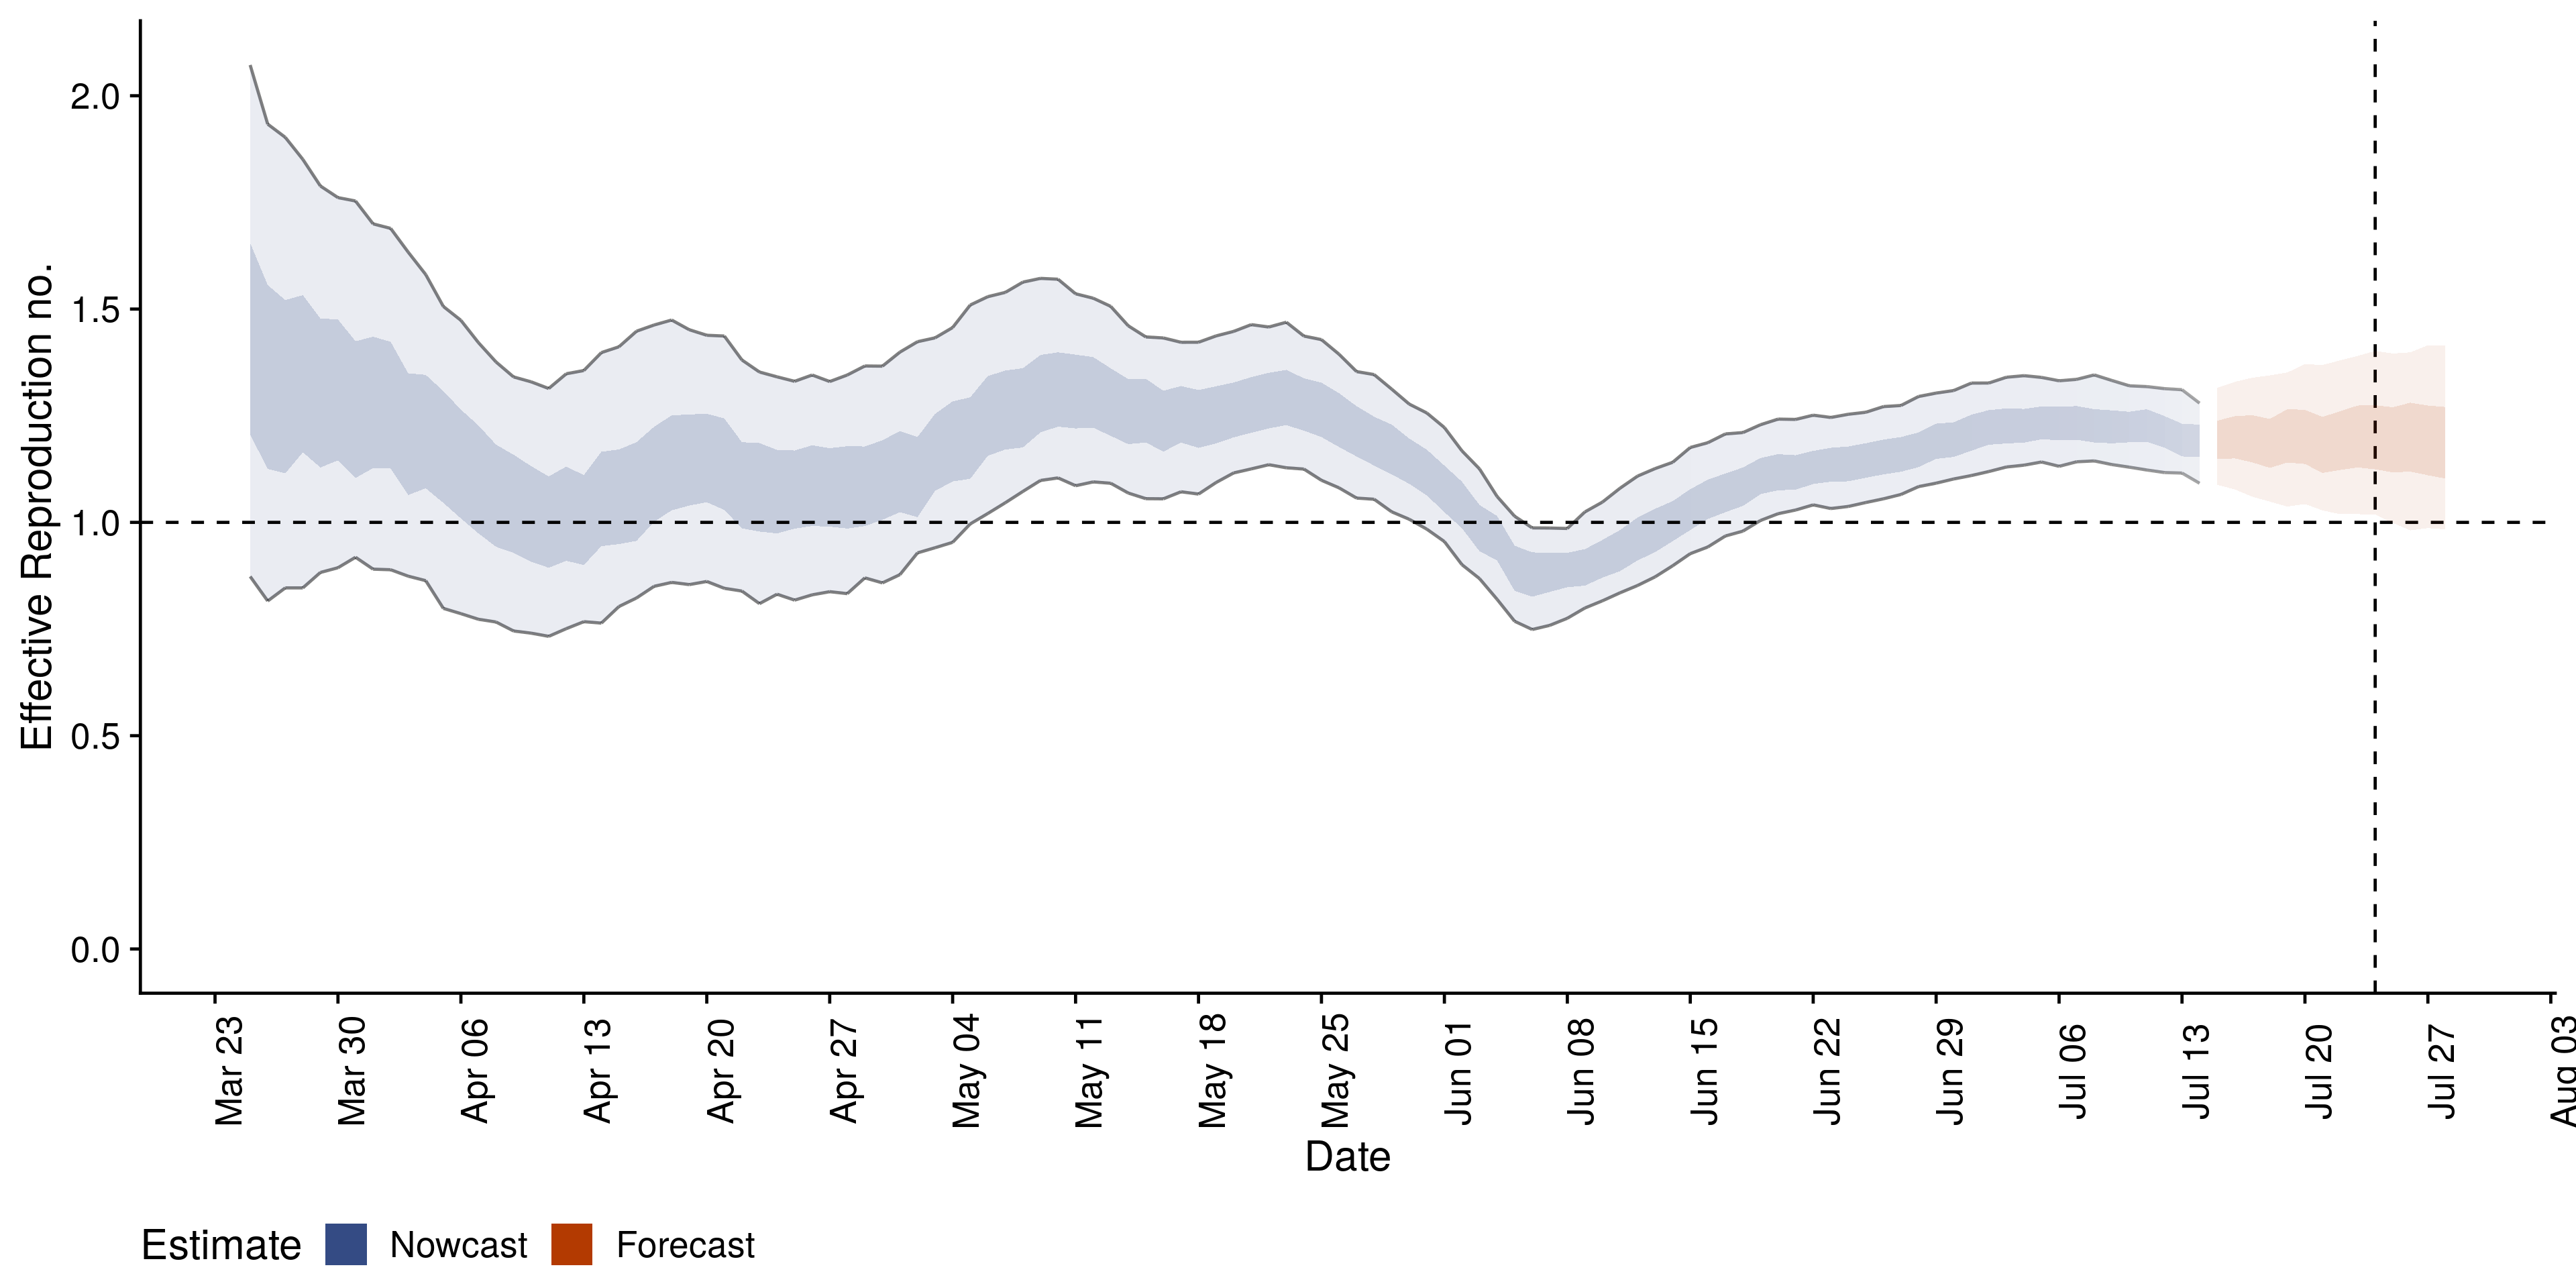 Effective Reproduction no.
2.0
1.5
1.0
0.5
0.0
Mar 23
Mar 30
Apr 06
Apr 13
Apr 20
Apr 27
May 04
May 11
May 18
May 25
Jun 01
Jun 08
Jun 15
Jun 22
Jun 29
Jul 06
Jul 13
Jul 20
Jul 27
Aug 03
Date
Estimate Nowcast Forecast